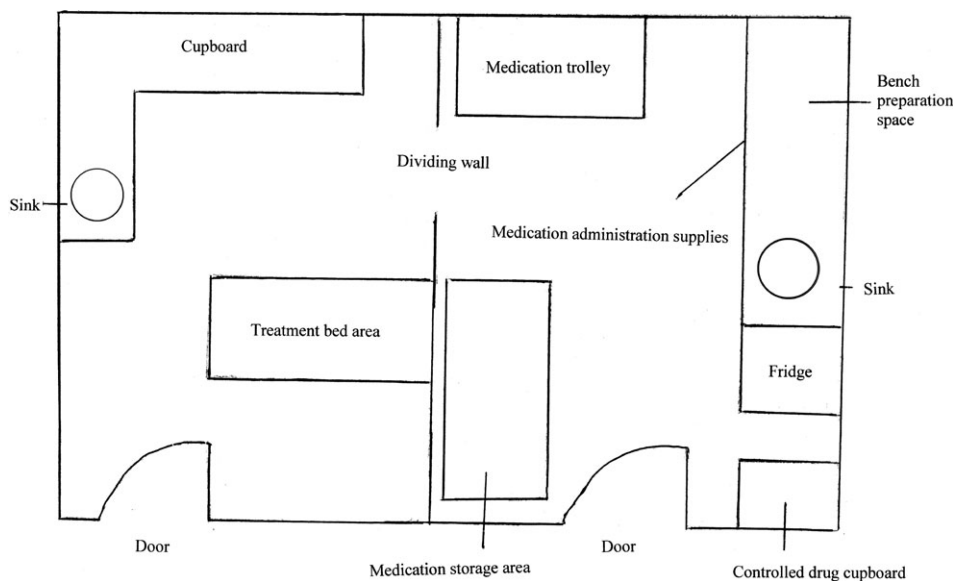 Cupboard
Medication trolley
Bench
preparation
space
Dividing wall
Sink
Medication administration supplies
Sink
Treatment bed area
Fridge
Door
Door
Medication storage area
Controlled drug cupboard